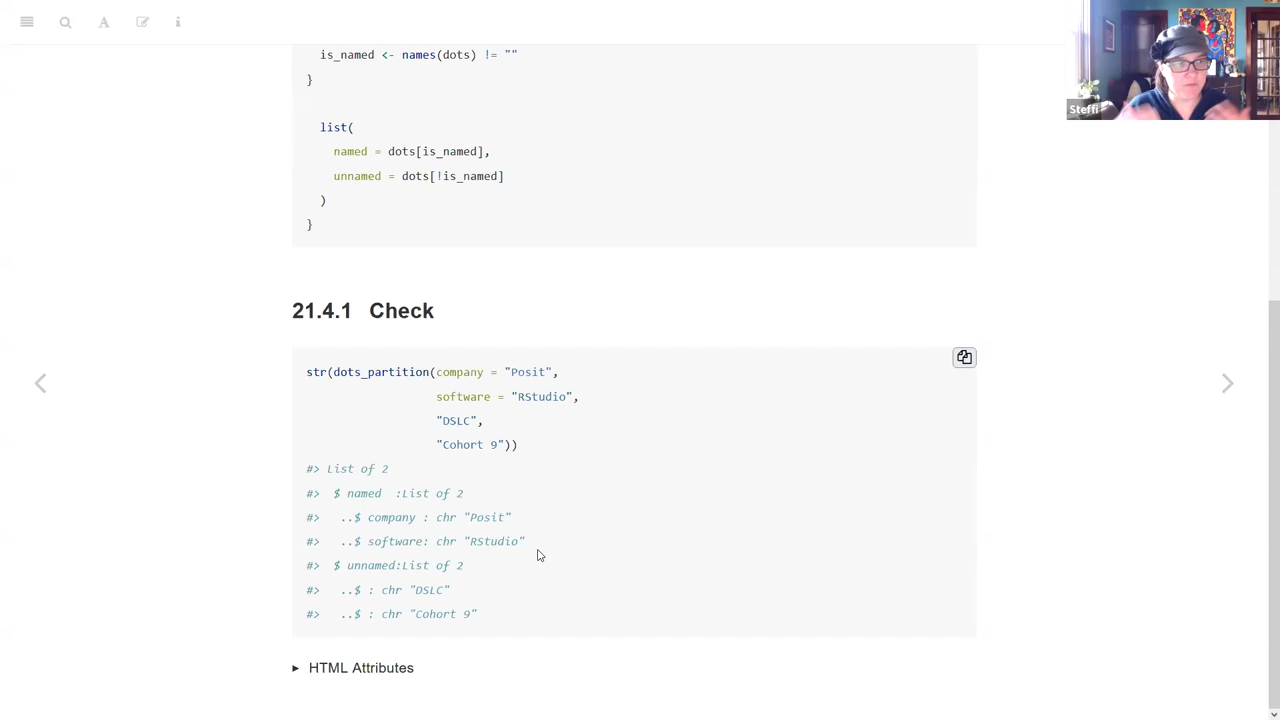 is_named <- names(dots) != ""
}
list(
named = dots[is_named],
unnamed = dots[!is_named]
)
}
Steffi
21.4.1 Check
str(dots_partition(company = "Posit",
software = "RStudio",
"DSLC",
"Cohort 9"))
#> List of 2
#> $ named :List of 2
#> ..$ company : chr "Posit"
#> ..$ software: chr "RStudio"
#> $ unnamed:List of 2
#> ..$ : chr "DSLC"
#> ..$ : chr "Cohort 9"
▸ HTML Attributes